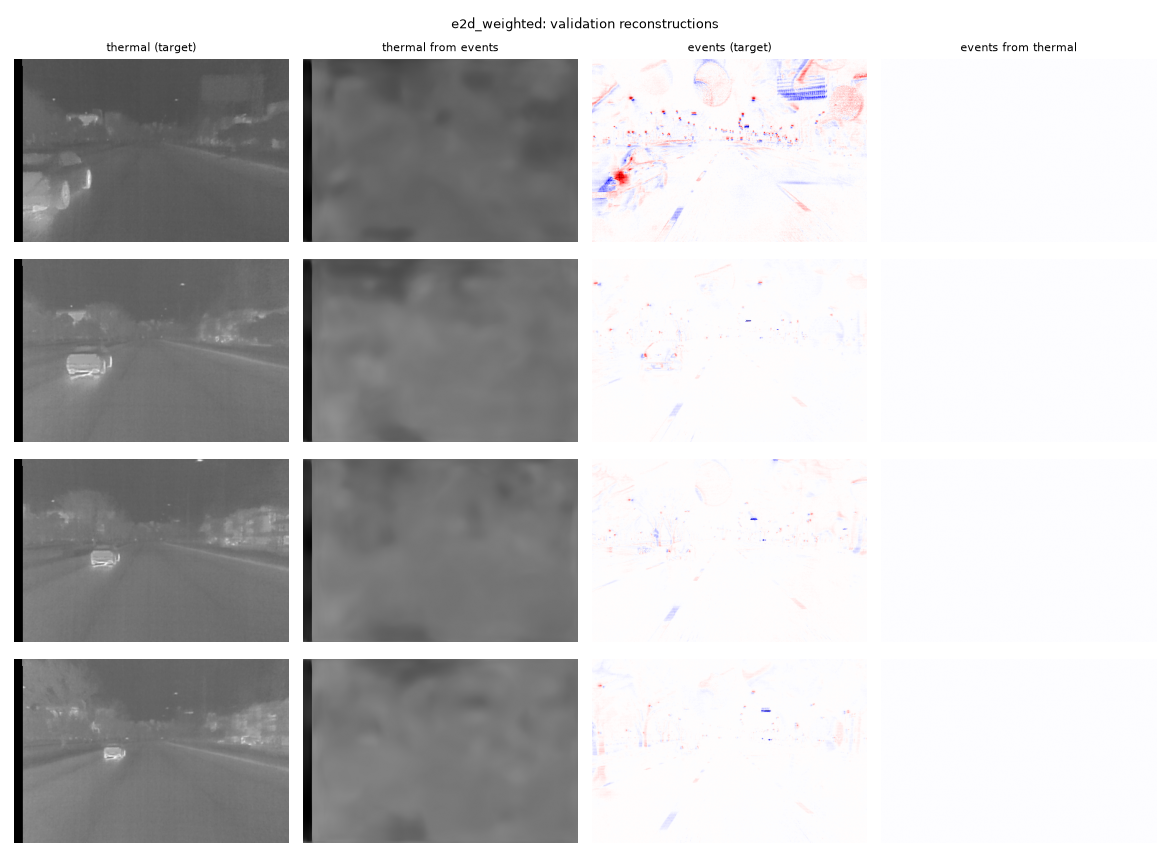 e2d_weighted: validation reconstructions
thermal (target)
thermal from events
events (target)
events from thermal